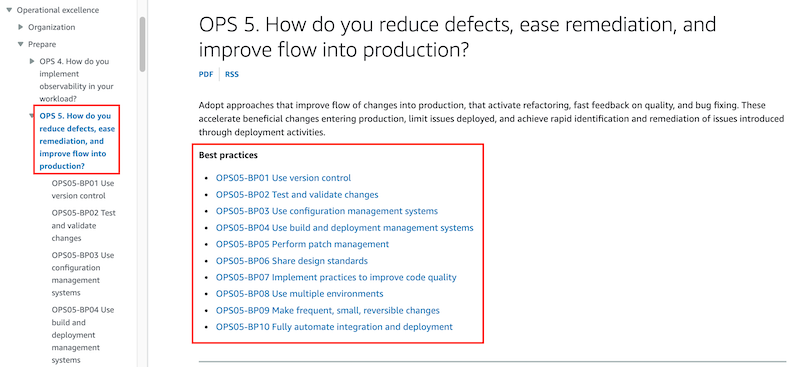 Operational excellence
Organization
Prepare
OPS 4. How do you
implement
observability in your
workload?
OPS 5. How do you
reduce defects, ease
remediation, and
improve flow into
production?
OPS05-BP01 Use
version control
OPS05-BP02 Test
and validate
changes
OPS05-BP03 Use
configuration
management
systems
OPS05-BP04 Use
build and
deployment
management
systems
OPS 5. How do you reduce defects, ease remediation, and
improve flow into production?
PDF RSS
Adopt approaches that improve flow of changes into production, that activate refactoring, fast feedback on quality, and bug fixing. These
accelerate beneficial changes entering production, limit issues deployed, and achieve rapid identification and remediation of issues introduced
through deployment activities.
Best practices
• OPS05-BP01 Use version control
• OPS05-BP02 Test and validate changes
• OPS05-BP03 Use configuration management systems
• OPS05-BP04 Use build and deployment management systems
• OPS05-BP05 Perform patch management
• OPS05-BP06 Share design standards
• OPS05-BP07 Implement practices to improve code quality
• OPS05-BP08 Use multiple environments
• OPS05-BP09 Make frequent, small, reversible changes
• OPS05-BP10 Fully automate integration and deployment